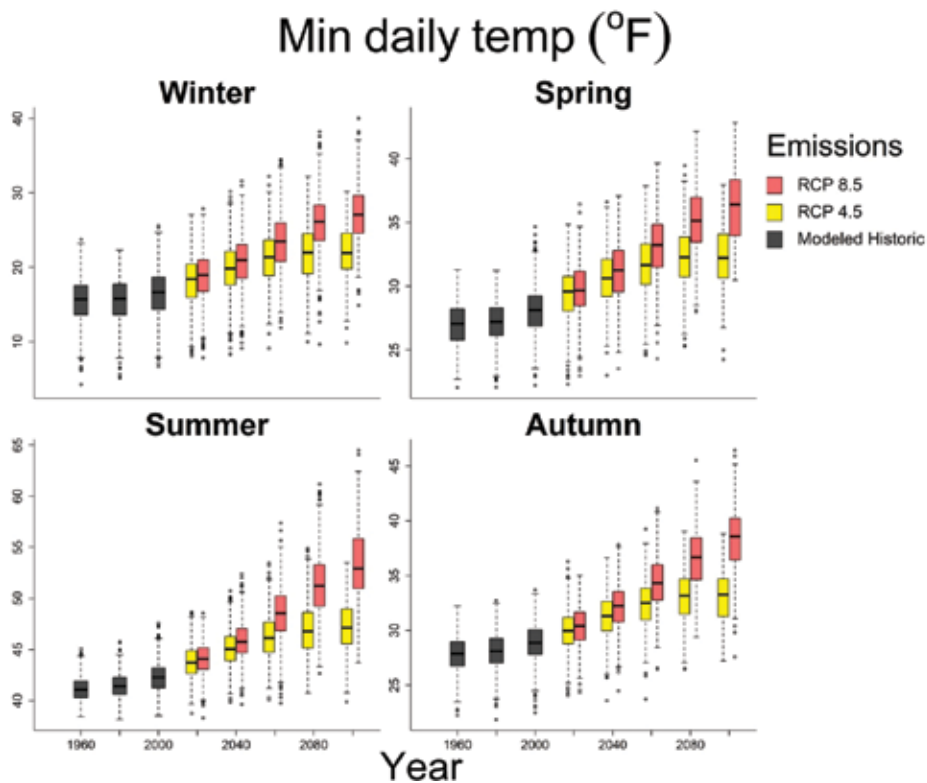 Min daily temp (°F)
Winter
Spring
40
30
20
10
40
35
30
25
Emissions
RCP 8.5
RCP 4.5
Modeled Historic
Summer
Autumn
65
60
55
50
45
40
45
40
35
30
25
1960 2000 2040 2080
1960 2000 2040 2080
Year